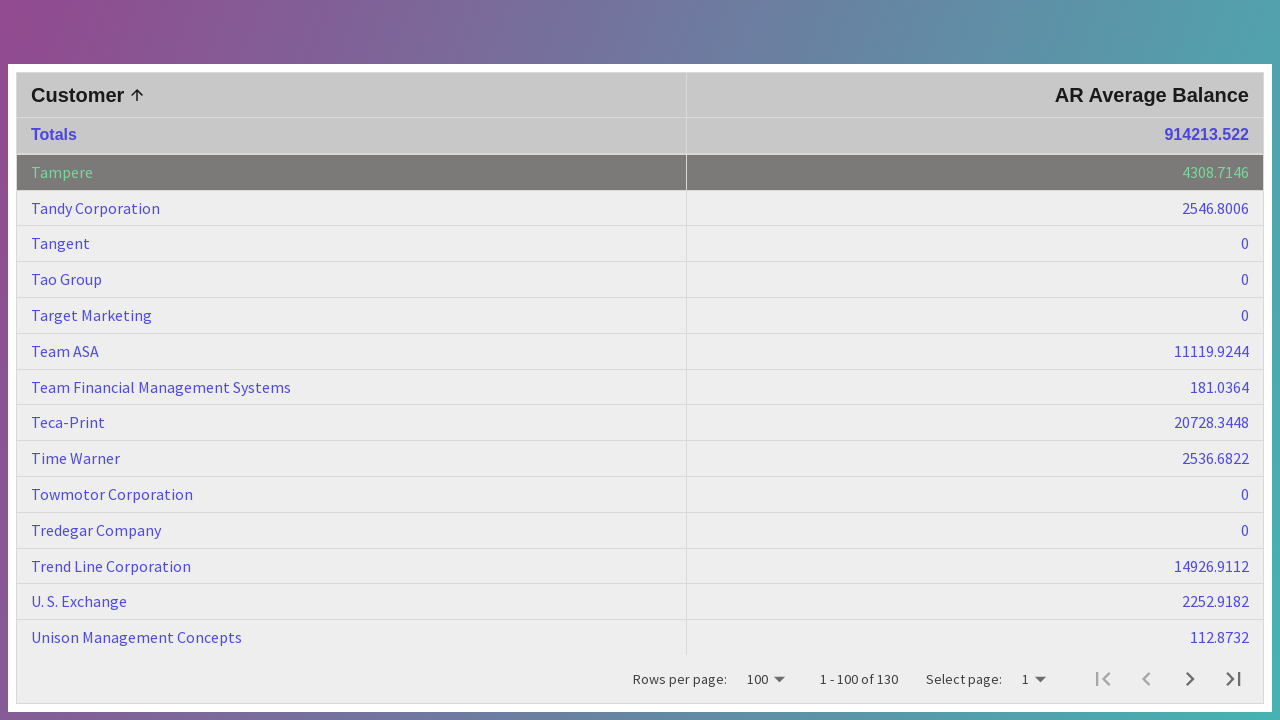 Customer AR Average Balance
Totals 914213.522
Tampere 4308.7146
Tandy Corporation 2546.8006
Tangent 0
Tao Group 0
Target Marketing 0
Team ASA 11119.9244
Team Financial Management Systems 181.0364
Teca-Print 20728.3448
Time Warner 2536.6822
Towmotor Corporation 0
Tredegar Company 0
Trend Line Corporation 14926.9112
U. S. Exchange 2252.9182
Unison Management Concepts 112.8732
Rows per page: 100 1 - 100 of 130 Select page: 1